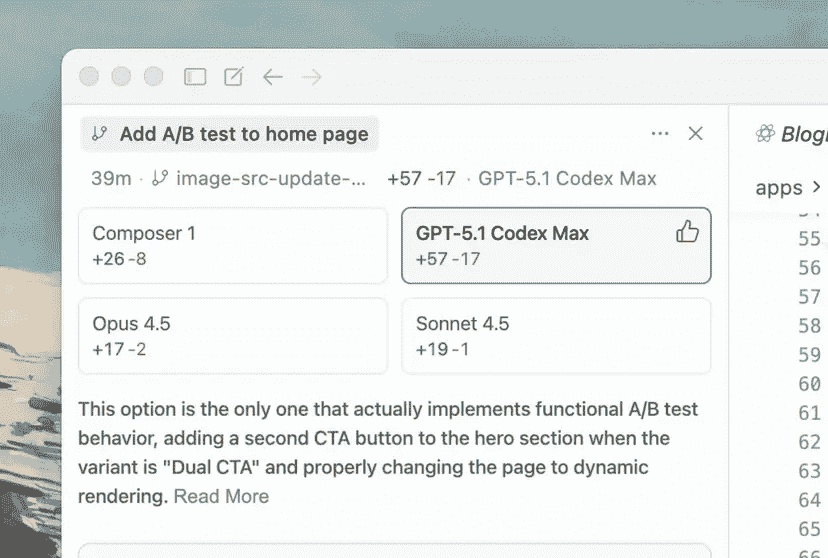 Add A/B test to home page
39m · image-src-update-... +57 -17 · GPT-5.1 Codex Max
Composer 1
+26 -8
GPT-5.1 Codex Max
+57 -17
Opus 4.5
+17 -2
Sonnet 4.5
+19 -1
This option is the only one that actually implements functional A/B test
behavior, adding a second CTA button to the hero section when the
variant is "Dual CTA" and properly changing the page to dynamic
rendering. Read More
apps >
55
56
57
58
59
60
61
62
63
64
65